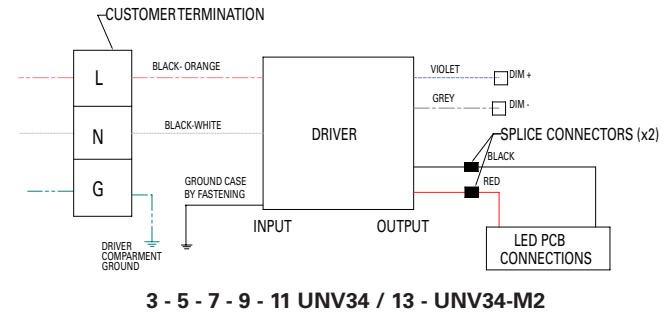 CUSTOMER TERMINATION
L
BLACK- ORANGE
N
BLACK-WHITE
G
DRIVER
COMPARMENT
GROUND
GROUND CASE
BY FASTENING
DRIVER
INPUT
OUTPUT
VIOLET
DIM +
GREY
DIM -
SPLICE CONNECTORS (x2)
BLACK
RED
LED PCB
CONNECTIONS
3 - 5 - 7 - 9 - 11 UNV34 / 13 - UNV34-M2